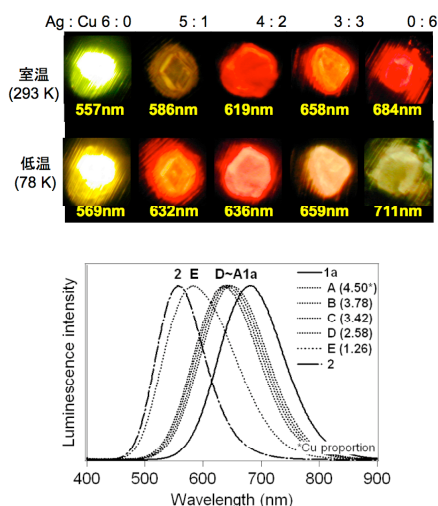 Ag : Cu 6 : 0 5 : 1 4 : 2 3 : 3 0 : 6
室温
(293 K)
557nm 586nm 619nm 658nm 684nm
低温
(78 K)
569nm 632nm 636nm 659nm 711nm
2 E D~A1a
1a
A (4.50*)
B (3.78)
C (3.42)
D (2.58)
E (1.26)
2
*Cu proportion
Luminescence intensity
400 500 600 700 800 900
Wavelength (nm)